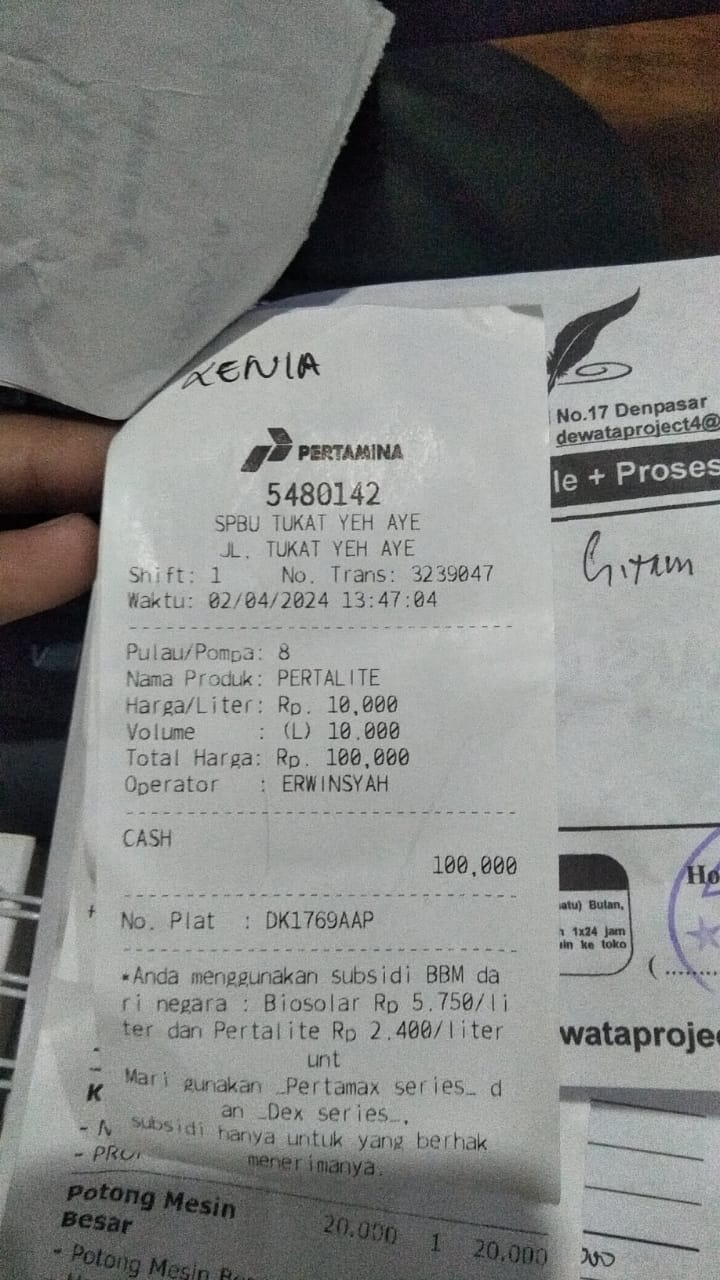 XENIA
PERTAMINA
5480142
SPBU TUKAT YEH AYE
JL. TUKAT YEH AYE
Shift: 1 No. Trans: 3239047
Waktu: 02/04/2024 13:47:04
Pulau/Pompa: 8
Nama Produk: PERTALITE
Harga/Liter: Rp. 10,000
Volume : (L) 10.000
Total Harga: Rp. 100,000
Operator : ERWINSYAH
CASH
100,000
No. Plat : DK1769AAP
*Anda menggunakan subsidi BBM da
ri negara : Biosolar Rp 5.750/li
ter dan Pertalite Rp 2.400/liter
unt
Mari gunakan _Pertamax series_ d
an _Dex series_,
subsidi hanya untuk yang berhak
menerimanya.
No.17 Denpasar
dewataproject4@
le + Proses
atu) Bulan,
1x24 jam
ke toko
Ho
(.......
wataproje
K
- N
- PRO
Potong Mesin
Besar
20.000 1 20.000
- Potong Mesin